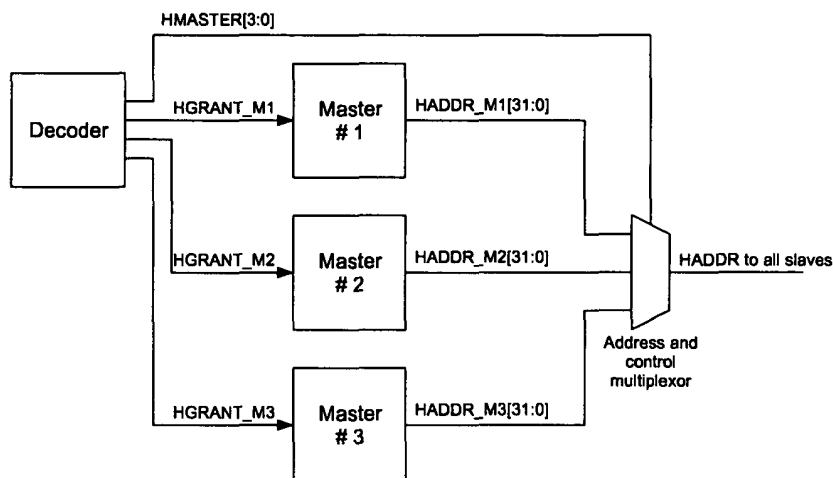 HMASTER[3:0]
Decoder
HGRANT_M1
Master
# 1
HADDR_M1[31:0]
HGRANT_M2
Master
# 2
HADDR_M2[31:0]
HADDR to all slaves
Address and
control
multiplexor
HGRANT_M3
Master
# 3
HADDR_M3[31:0]